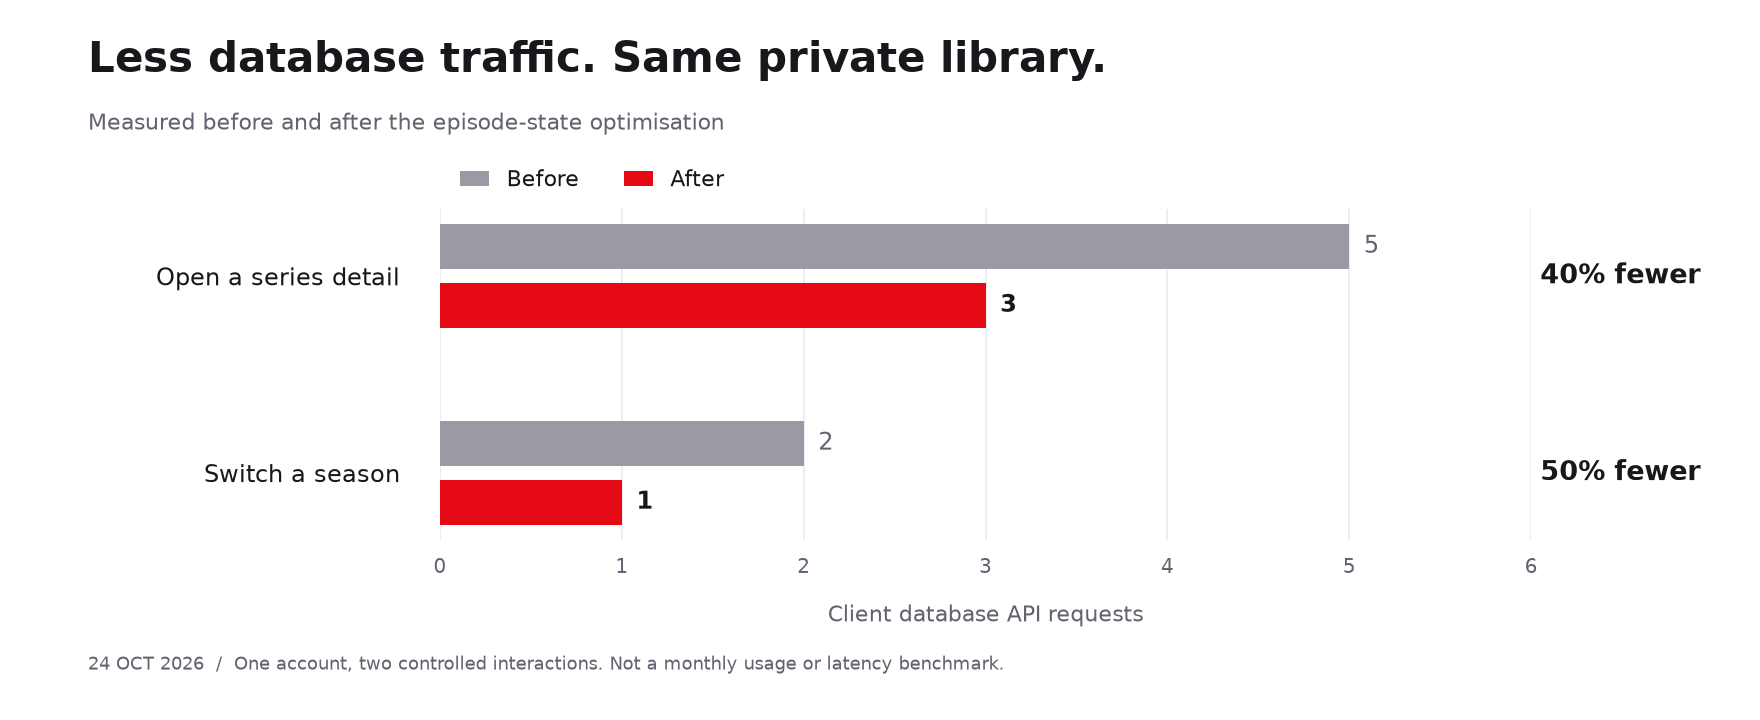 Less database traffic. Same private library.
Measured before and after the episode-state optimisation
Before After
5
Open a series detail
40% fewer
3
2
Switch a season
50% fewer
1
0 1 2 3 4 5 6
Client database API requests
24 OCT 2026 / One account, two controlled interactions. Not a monthly usage or latency benchmark.